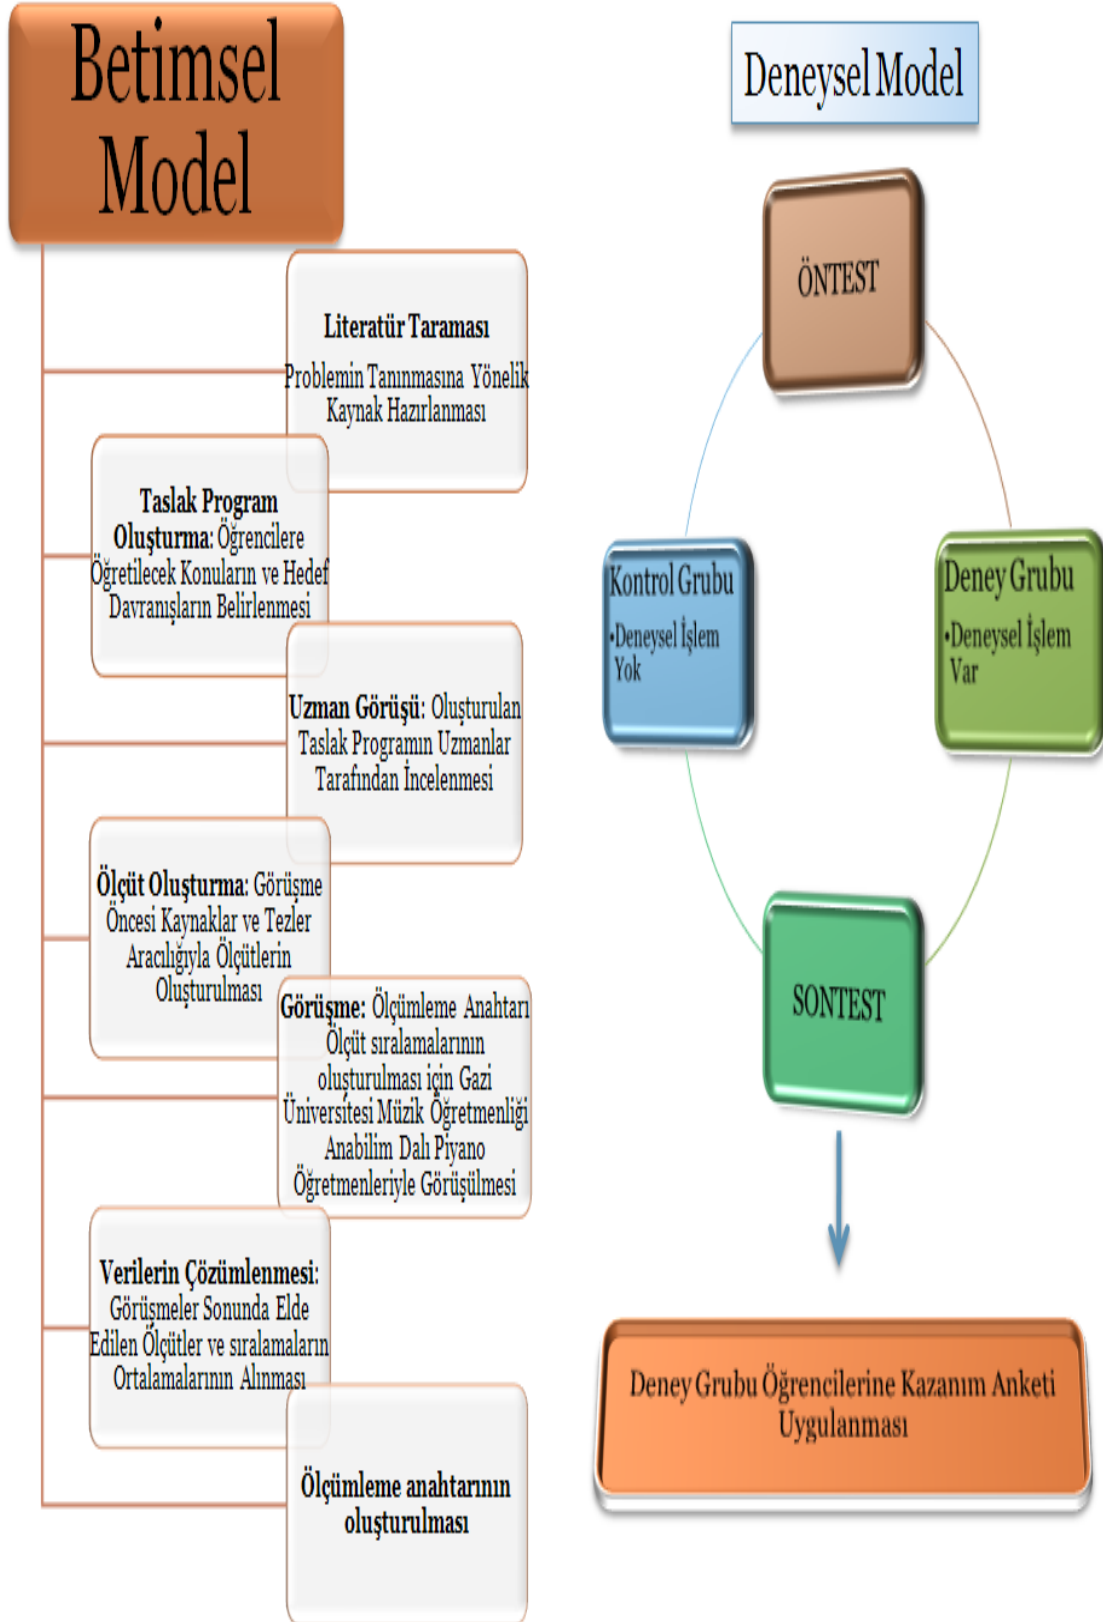 Betimsel
Model
Literatür Taraması
Problemin Tanınmasına Yönelik
Kaynak Hazırlanması
Taslak Program
Oluşturma: Öğrencilere
Öğretilecek Konuların ve Hedef
Davranışların Belirlenmesi
Uzman Görüşü: Oluşturulan
Taslak Programın Uzmanlar
Tarafından İncelenmesi
Ölçüt Oluşturma: Görüşme
Öncesi Kaynaklar ve Tezler
Aracılığıyla Ölçütlerin
Oluşturulması
Görüşme: Ölçümleme Anahtarı
Ölçüt sıralamalarının
oluşturulması için Gazi
Üniversitesi Müzik Öğretmenliği
Anabilim Dalı Piyano
Öğretmenleriyle Görüşülmesi
Verilerin Çözümlenmesi:
Görüşmeler Sonunda Elde
Edilen Ölçütler ve sıralamaların
Ortalamalarının Alınması
Ölçümleme anahtarının
oluşturulması
Deneysel Model
ÖNTEST
Kontrol Grubu
•Deneysel İşlem
Yok
Deney Grubu
•Deneysel İşlem
Var
SONTEST
Deney Grubu Öğrencilerine Kazanım Anketi
Uygulanması